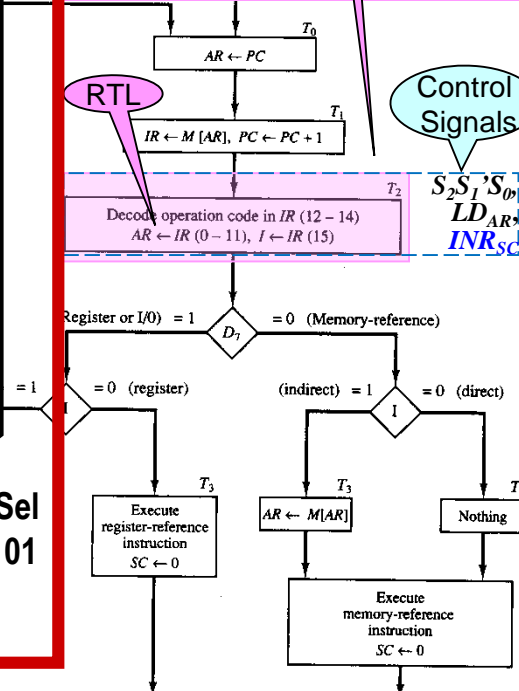 T0
AR ← PC
RTL
Control
Signals
T1
IR ← M [AR], PC ← PC + 1
T2
Decode operation code in IR (12 – 14)
AR ← IR (0 – 11), I ← IR (15)
S2S1'S0,
LDAR,
INRSC
Register or I/0) = 1
D7
= 0 (Memory-reference)
= 1
I
= 0 (register)
(indirect) = 1
I
= 0 (direct)
T3
Execute
register-reference
instruction
SC ← 0
T3
AR ← M[AR]
T
Nothing
Sel
01
Execute
memory-reference
instruction
SC ← 0